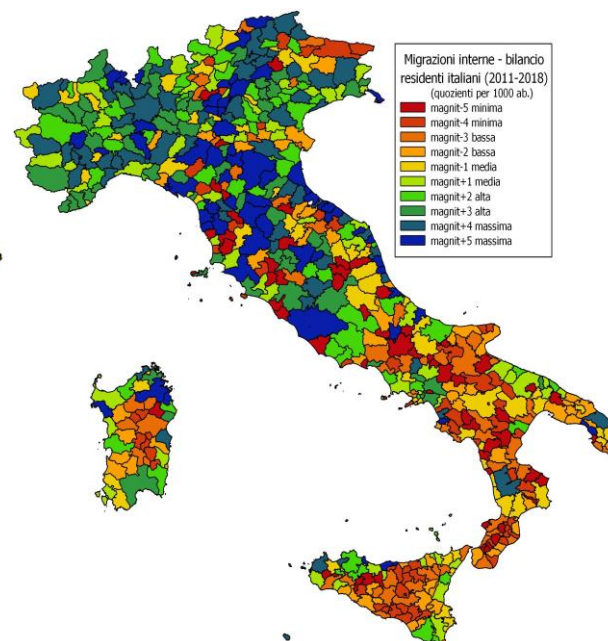 Migrazioni interne - bilancio
residenti italiani (2011-2018)
(quozienti per 1000 ab.)
magnit-5 minima
magnit-4 minima
magnit-3 bassa
magnit-2 bassa
magnit-1 media
magnit+1 media
magnit+2 alta
magnit+3 alta
magnit+4 massima
magnit+5 massima